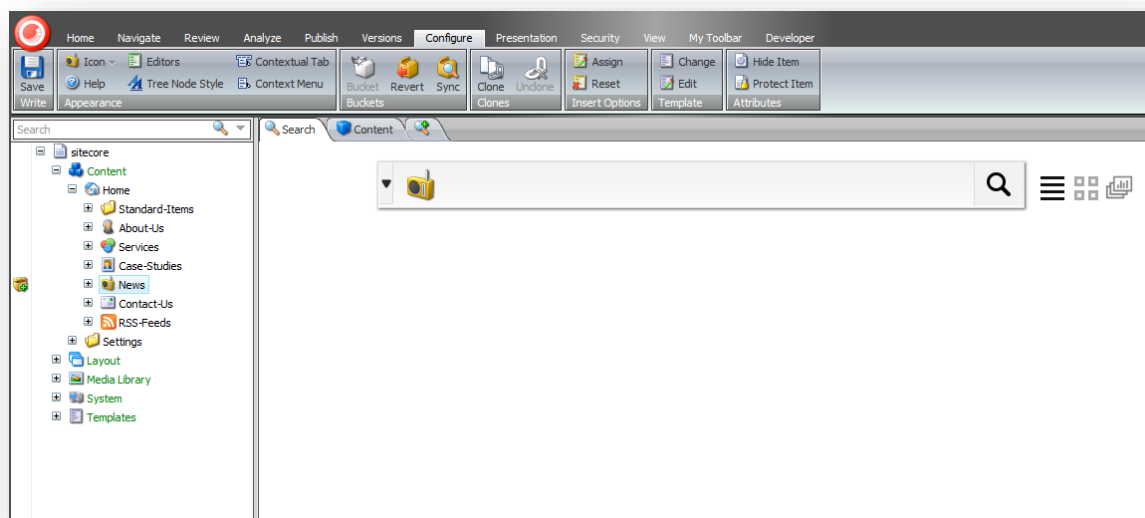 Home Navigate Review Analyze Publish Versions Configure Presentation Security View My Toolbar Developer
Icon Editors Contextual Tab Assign Change Hide Item
Save Help Tree Node Style Context Menu Bucket Revert Sync Clone Unclone Reset Edit Protect Item
Write Appearance Buckets Clones Insert Options Template Attributes
Search Search Content
sitecore
Content
Home
Standard-Items
About-Us
Services
Case-Studies
News
Contact-Us
RSS-Feeds
Settings
Layout
Media Library
System
Templates